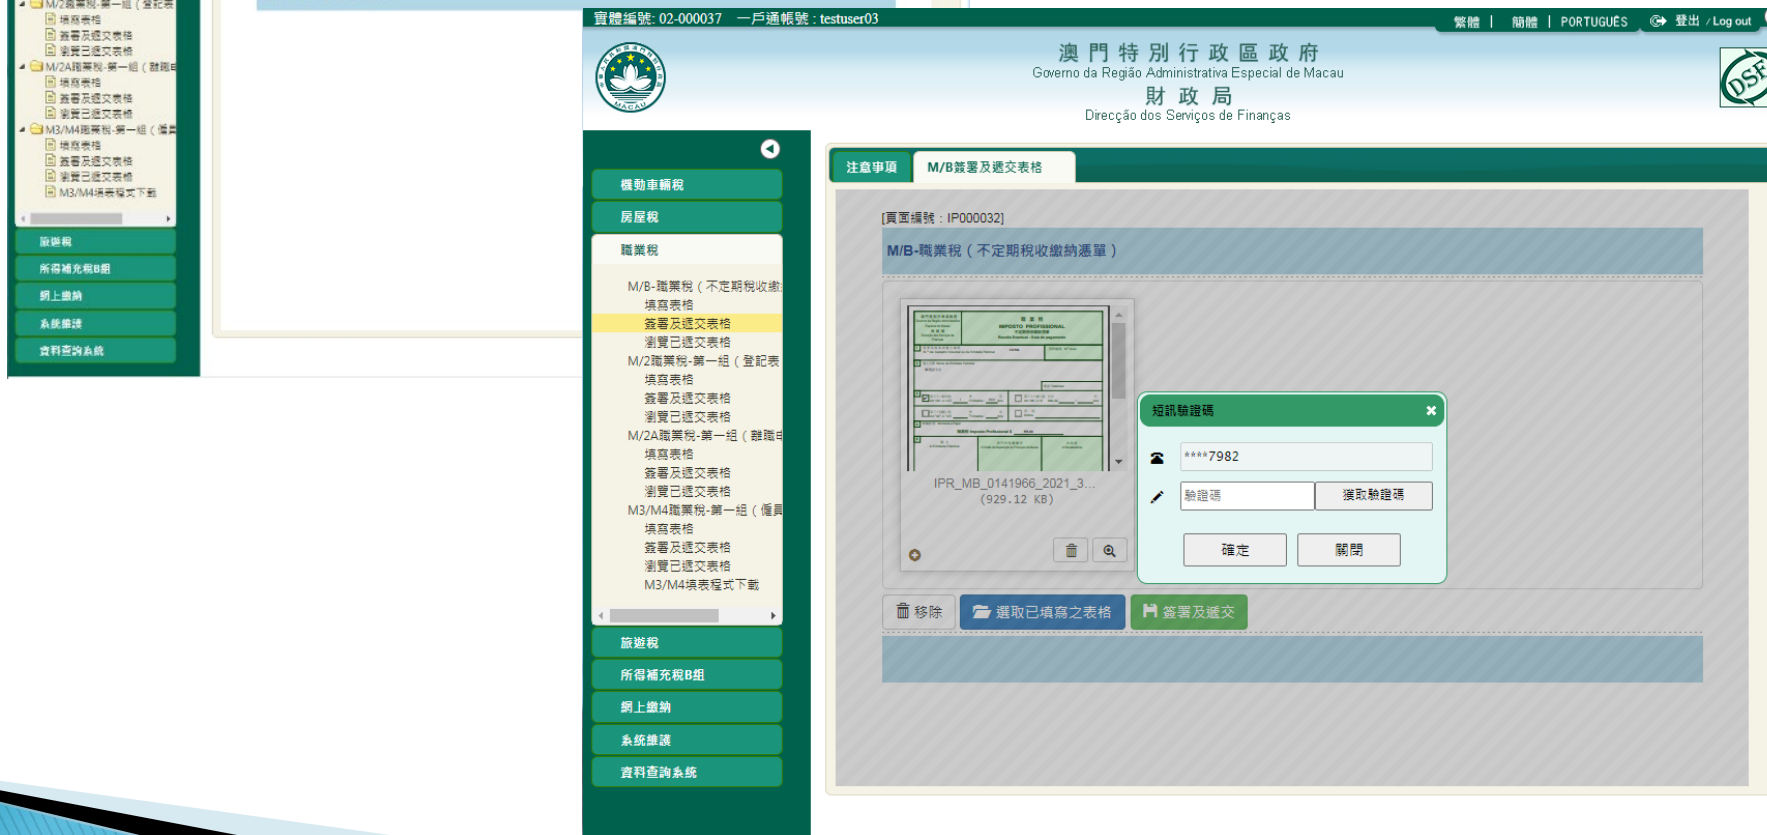 M/2職業稅-第一組 ( 登記表
填寫表格
簽署及遞交表格
瀏覽已遞交表格
M/2A職業稅-第一組 ( 離職申
填寫表格
簽署及遞交表格
瀏覽已遞交表格
M3/M4職業稅-第一組 ( 僱員
填寫表格
簽署及遞交表格
瀏覽已遞交表格
M3/M4填表程式下載
旅遊稅
所得補充稅B組
網上繳納
系統維護
資料查詢系統
實體編號: 02-000037 一戶通帳號 : testuser03
繁體 | 簡體 | PORTUGUÊS 登出 / Log out
澳門特別行政區政府
Governo da Região Administrativa Especial de Macau
財政局
Direcção dos Serviços de Finanças
DSF
MACAU
機動車輛稅
房屋稅
職業稅
M/B-職業稅 ( 不定期稅收繳
填寫表格
簽署及遞交表格
瀏覽已遞交表格
M/2職業稅-第一組 ( 登記表
填寫表格
簽署及遞交表格
瀏覽已遞交表格
M/2A職業稅-第一組 ( 離職申
填寫表格
簽署及遞交表格
瀏覽已遞交表格
M3/M4職業稅-第一組 ( 僱員
填寫表格
簽署及遞交表格
瀏覽已遞交表格
M3/M4填表程式下載
旅遊稅
所得補充稅B組
網上繳納
系統維護
資料查詢系統
注意事項 M/B簽署及遞交表格
[頁面編號 : IP000032]
M/B-職業稅 ( 不定期稅收繳納憑單 )
職業稅
IMPOSTO PROFISSIONAL
IPR_MB_0141966_2021_3...
(929.12 KB)
短訊驗證碼
****7982
驗證碼 獲取驗證碼
確定 關閉
移除 選取已填寫之表格 簽署及遞交